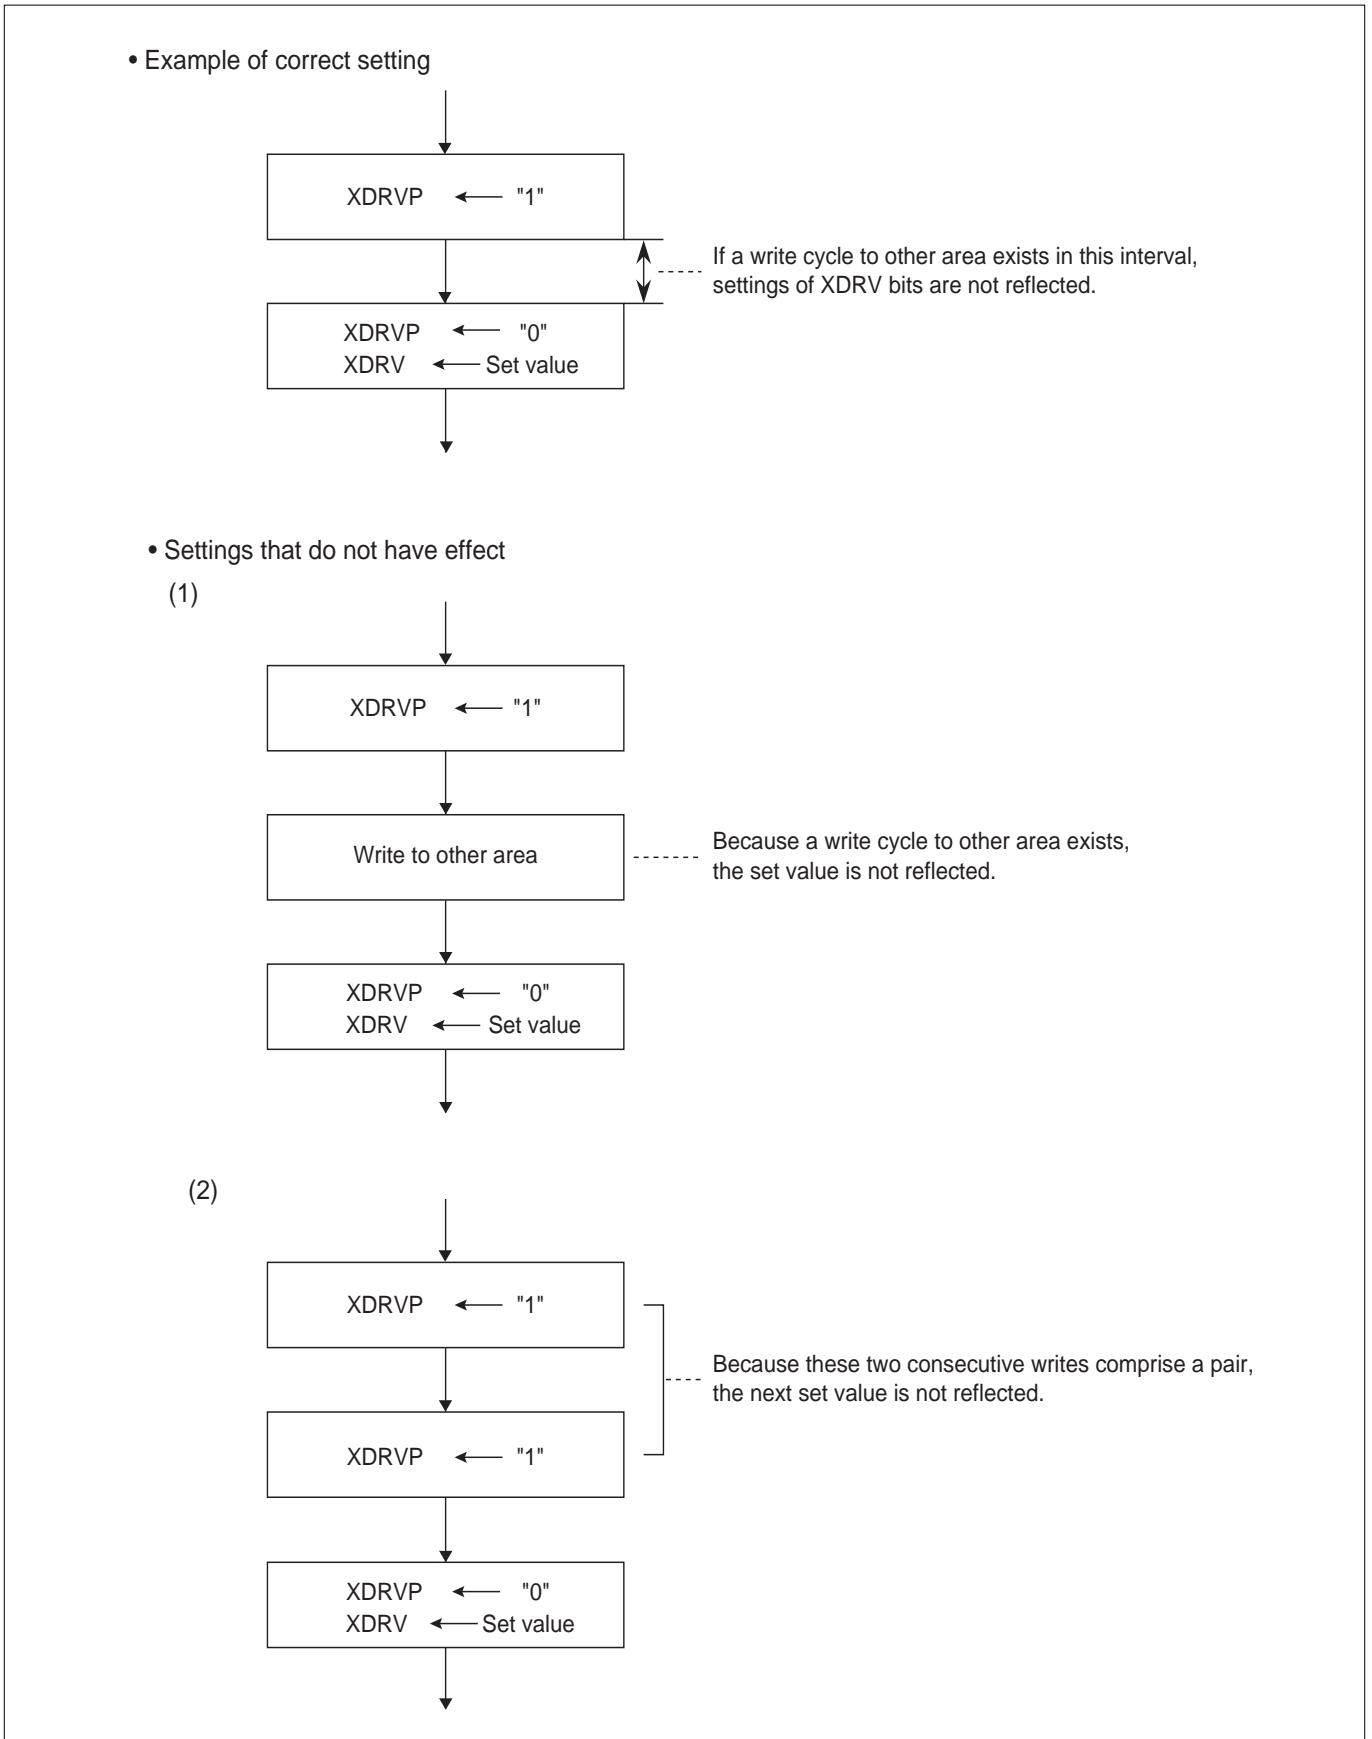 • Example of correct setting
XDRVP ← "1"
If a write cycle to other area exists in this interval,
settings of XDRV bits are not reflected.
XDRVP ← "0"
XDRV ← Set value
• Settings that do not have effect
(1)
XDRVP ← "1"
Write to other area
Because a write cycle to other area exists,
the set value is not reflected.
XDRVP ← "0"
XDRV ← Set value
(2)
XDRVP ← "1"
Because these two consecutive writes comprise a pair,
the next set value is not reflected.
XDRVP ← "1"
XDRVP ← "0"
XDRV ← Set value